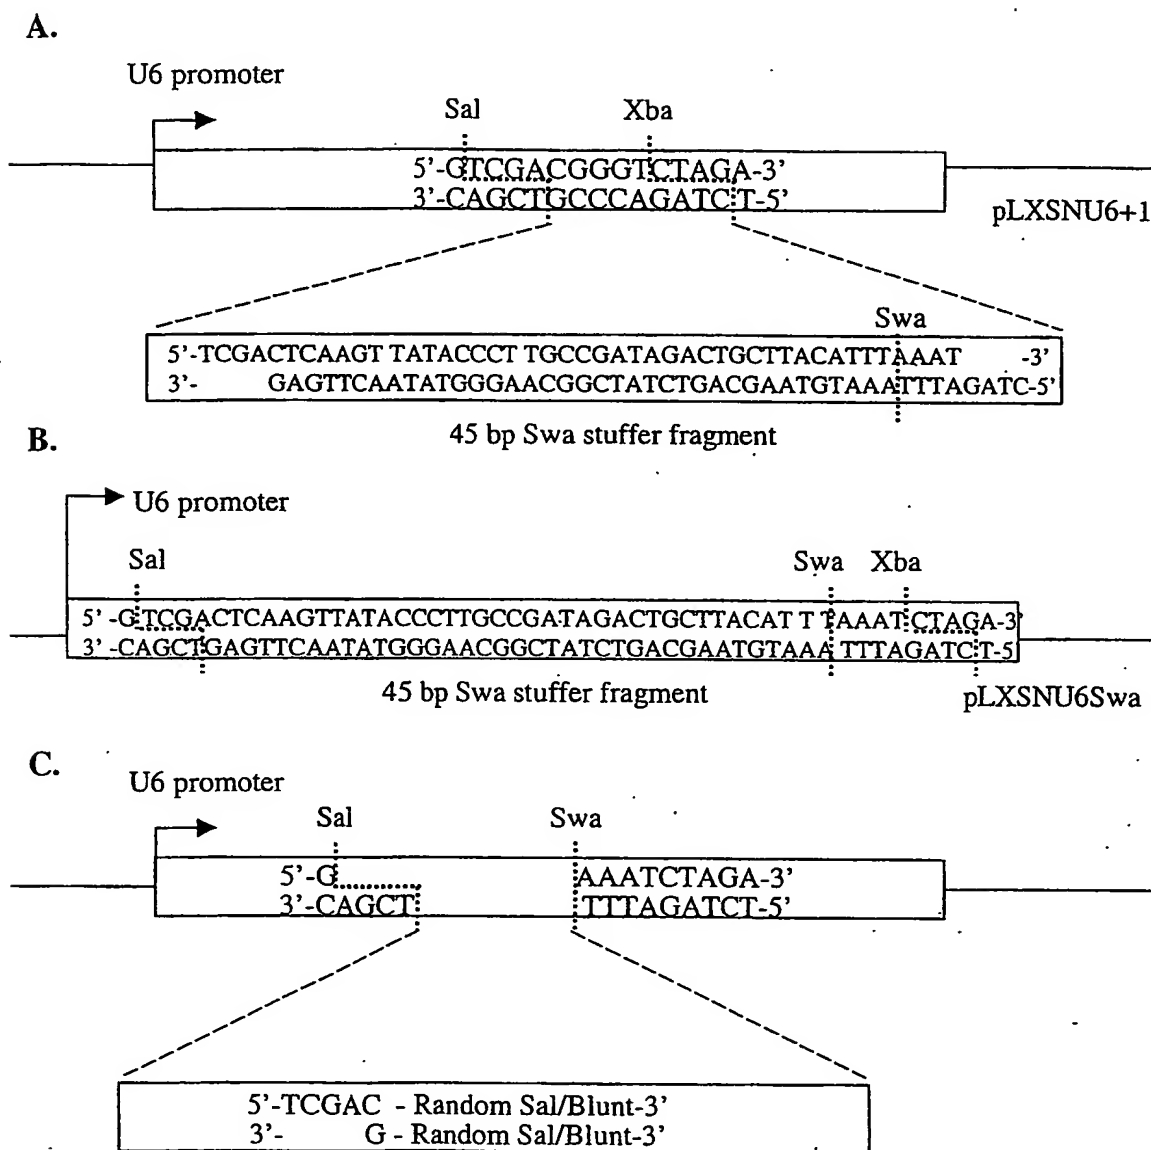 A.
U6 promoter
Sal Xba
5'-GTCGACGGGTCTAGA-3'
3'-CAGCTGCCCAGATCT-5'
pLXSNU6+1
Swa
5'-TCGACTCAAGT TATACCCT TGCCGATAGACTGCTTACATTTAAAT -3'
3'- GAGTTCAATATGGGAACGGCTATCTGACGAATGTAAATTTAGATC-5'
45 bp Swa stuffer fragment
B.
U6 promoter
Sal Swa Xba
5' -GTCGACTCAAGTTATACCCTTGCCGATAGACTGCTTACAT T TAAATCTAGA-3'
3' -CAGCTGAGTTCAATATGGGAACGGCTATCTGACGAATGTAAA TTTAGATCT-5
45 bp Swa stuffer fragment
pLXSNU6Swa
C.
U6 promoter
Sal Swa
5'-G AAATCTAGA-3'
3'-CAGCT TTTAGATCT-5'
5'-TCGAC - Random Sal/Blunt-3'
3'- G - Random Sal/Blunt-3'